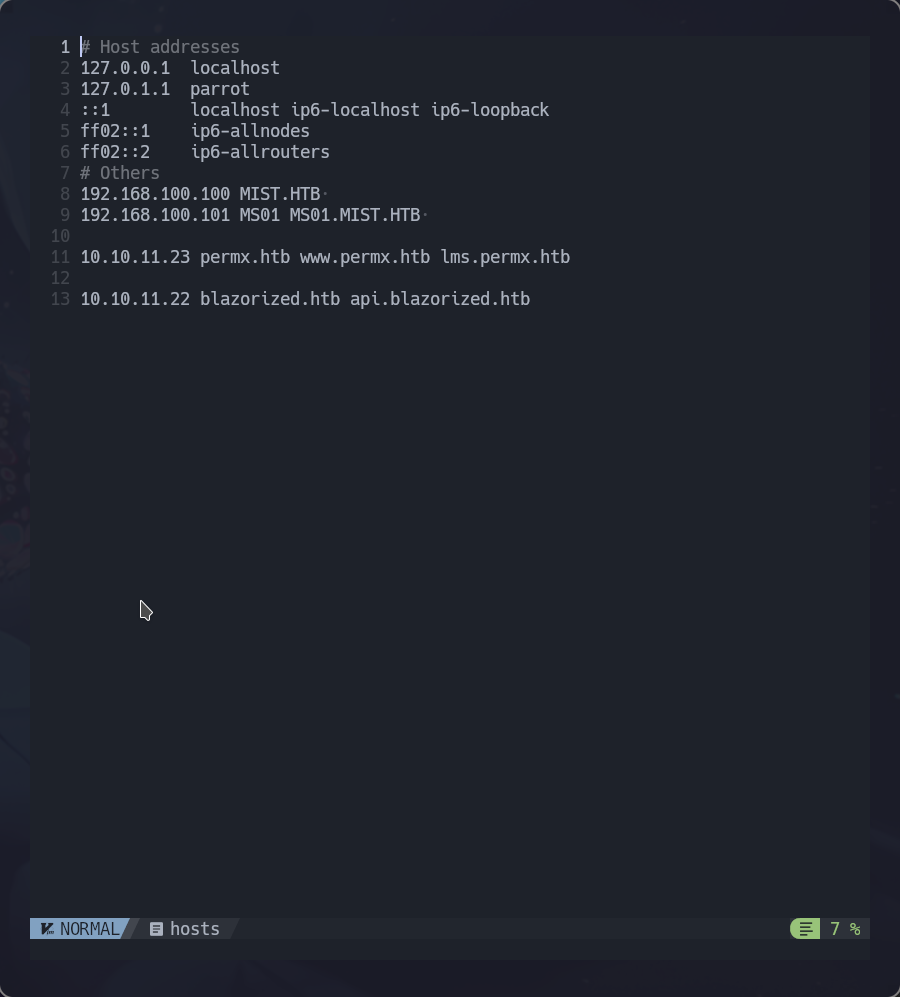 1 # Host addresses
2 127.0.0.1  localhost
3 127.0.1.1  parrot
4 ::1        localhost ip6-localhost ip6-loopback
5 ff02::1    ip6-allnodes
6 ff02::2    ip6-allrouters
7 # Others
8 192.168.100.100 MIST.HTB·
9 192.168.100.101 MS01 MS01.MIST.HTB·
10
11 10.10.11.23 permx.htb www.permx.htb lms.permx.htb
12
13 10.10.11.22 blazorized.htb api.blazorized.htb
NORMAL hosts 7 %